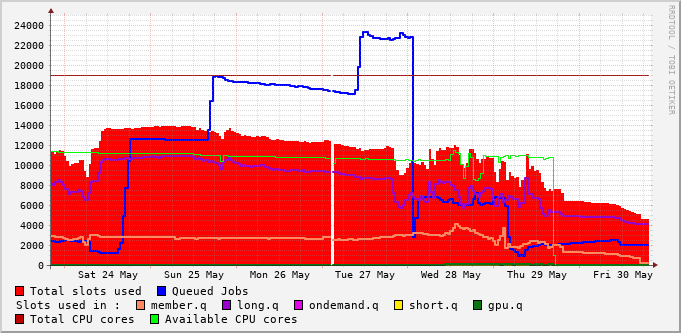 24000
22000
20000
18000
16000
14000
12000
10000
8000
6000
4000
2000
0
Sat 24 May Sun 25 May Mon 26 May Tue 27 May Wed 28 May Thu 29 May Fri 30 May
RRDTOOL / TOBI OETIKER
Total slots used Queued Jobs
Slots used in : member.q long.q ondemand.q short.q gpu.q
Total CPU cores Available CPU cores